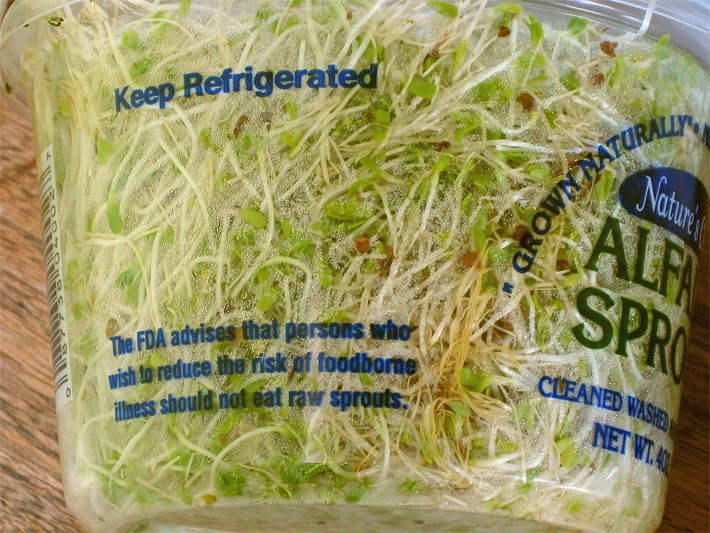 Keep Refrigerated
The FDA advises that persons who
wish to reduce the risk of foodborne
illness should not eat raw sprouts.
" GROWN NATURALLY" •
Nature's
ALFA
SPRO
CLEANED WASHED
NET WT. 4O